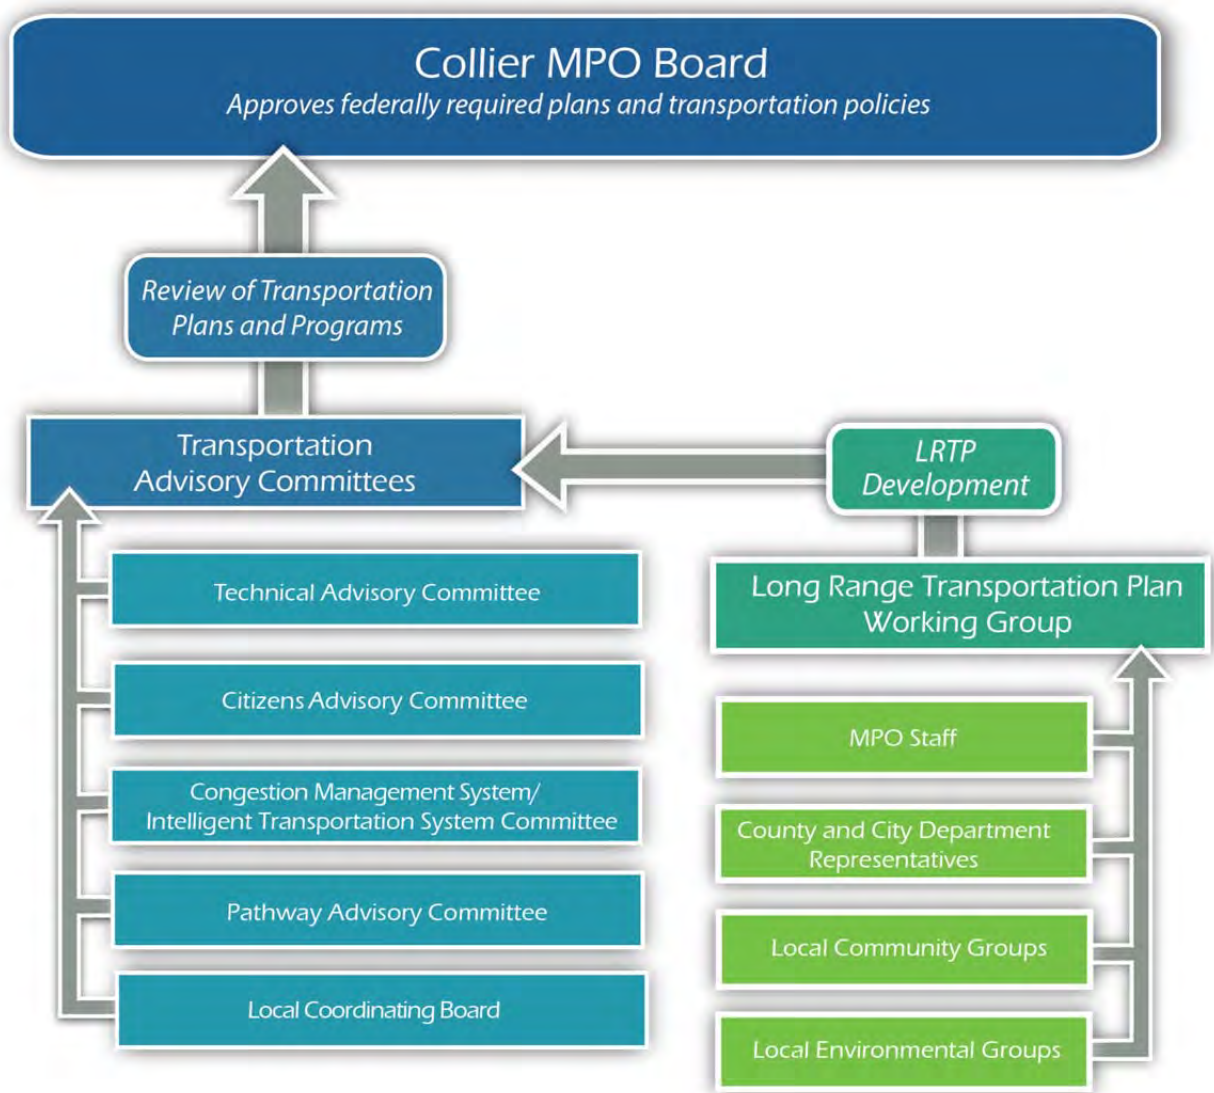 Collier MPO Board
Approves federally required plans and transportation policies
Review of Transportation
Plans and Programs
Transportation
Advisory Committees
LRTP
Development
Technical Advisory Committee
Citizens Advisory Committee
Congestion Management System/
Intelligent Transportation System Committee
Pathway Advisory Committee
Local Coordinating Board
Long Range Transportation Plan
Working Group
MPO Staff
County and City Department
Representatives
Local Community Groups
Local Environmental Groups